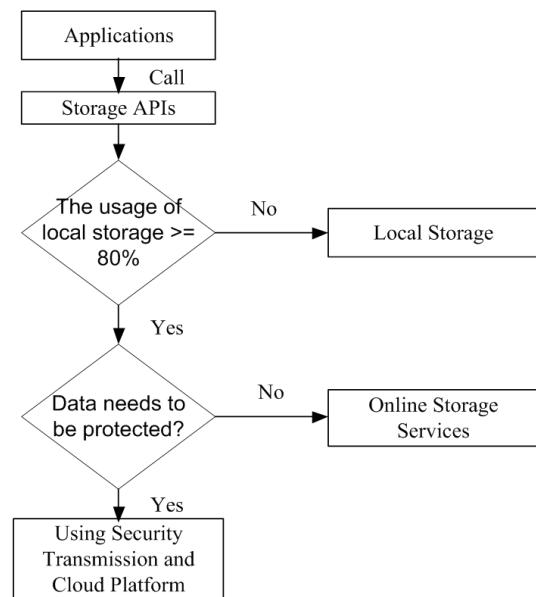 Applications
Call
Storage APIs
The usage of
local storage >=
80%
No
Local Storage
Yes
Data needs to
be protected?
No
Online Storage
Services
Yes
Using Security
Transmission and
Cloud Platform